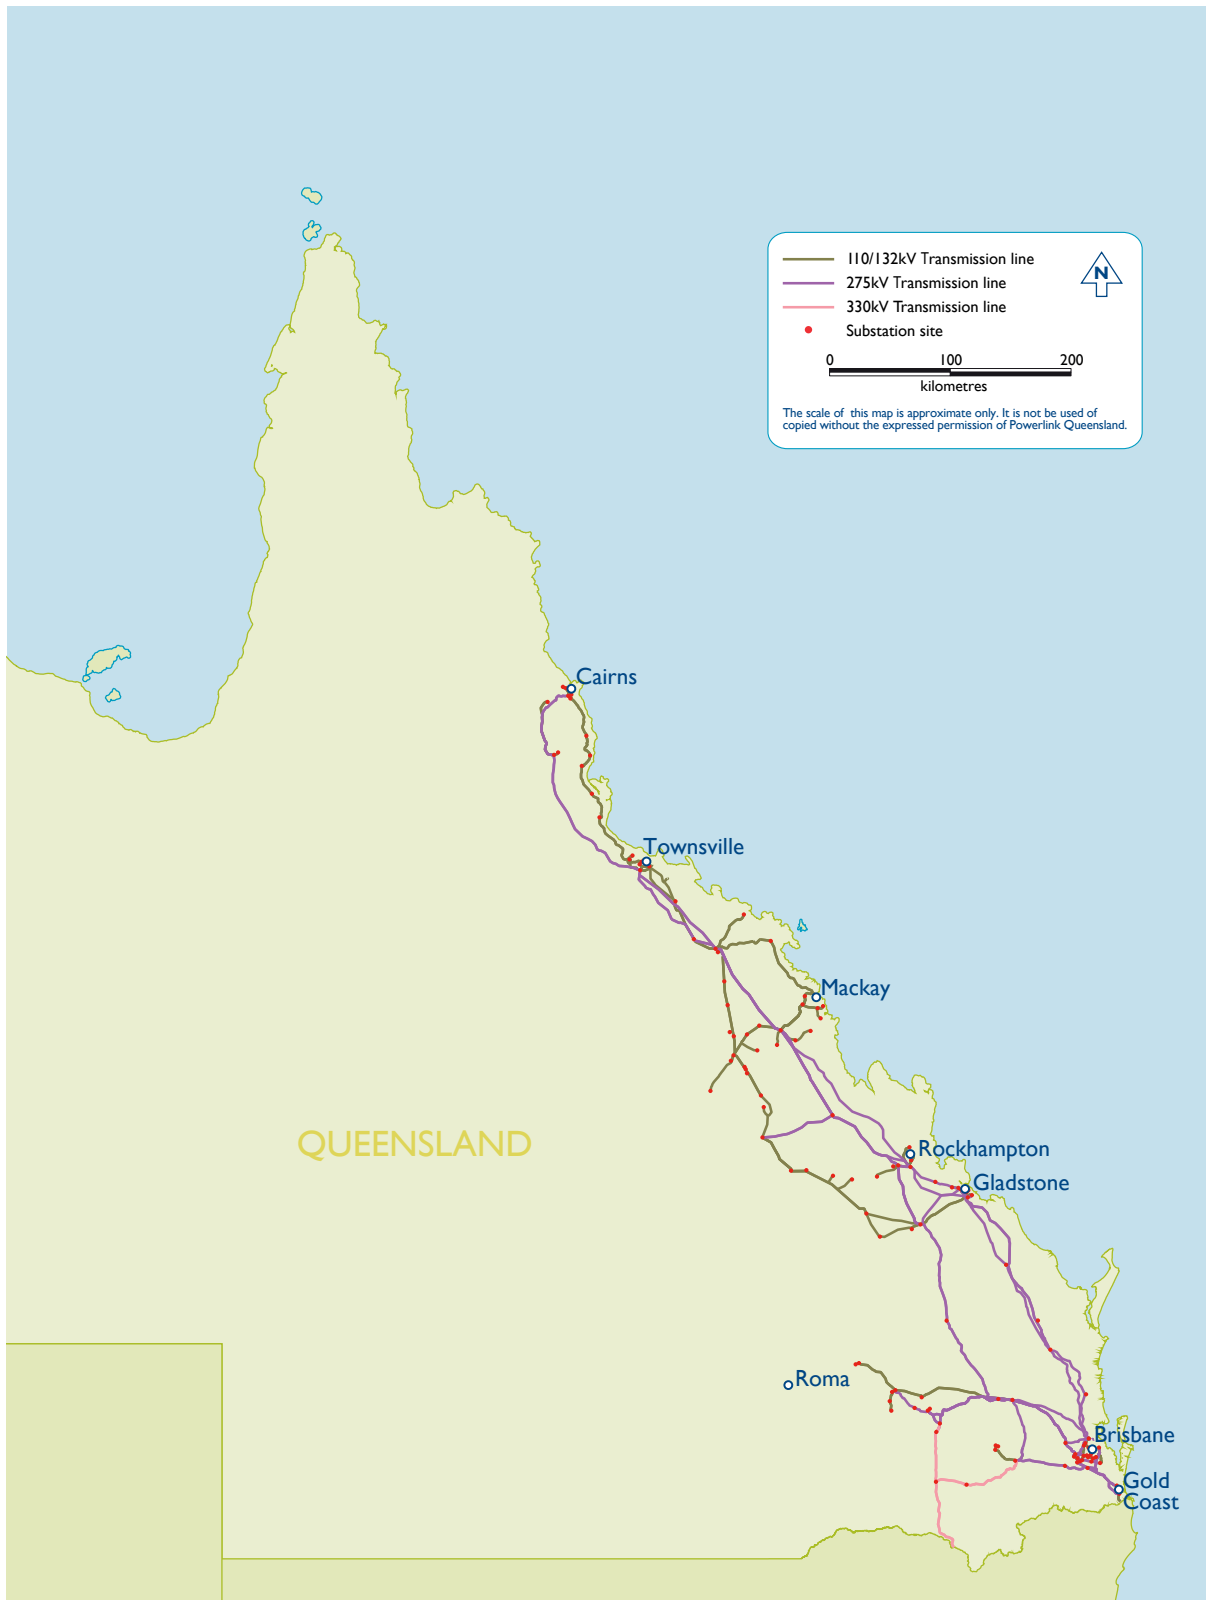 110/132kV Transmission line
275kV Transmission line
330kV Transmission line
Substation site
N
0 100 200
kilometres
The scale of this map is approximate only. It is not be used of
copied without the expressed permission of Powerlink Queensland.
Cairns
Townsville
Mackay
QUEENSLAND
Rockhampton
Gladstone
Roma
Brisbane
Gold
Coast